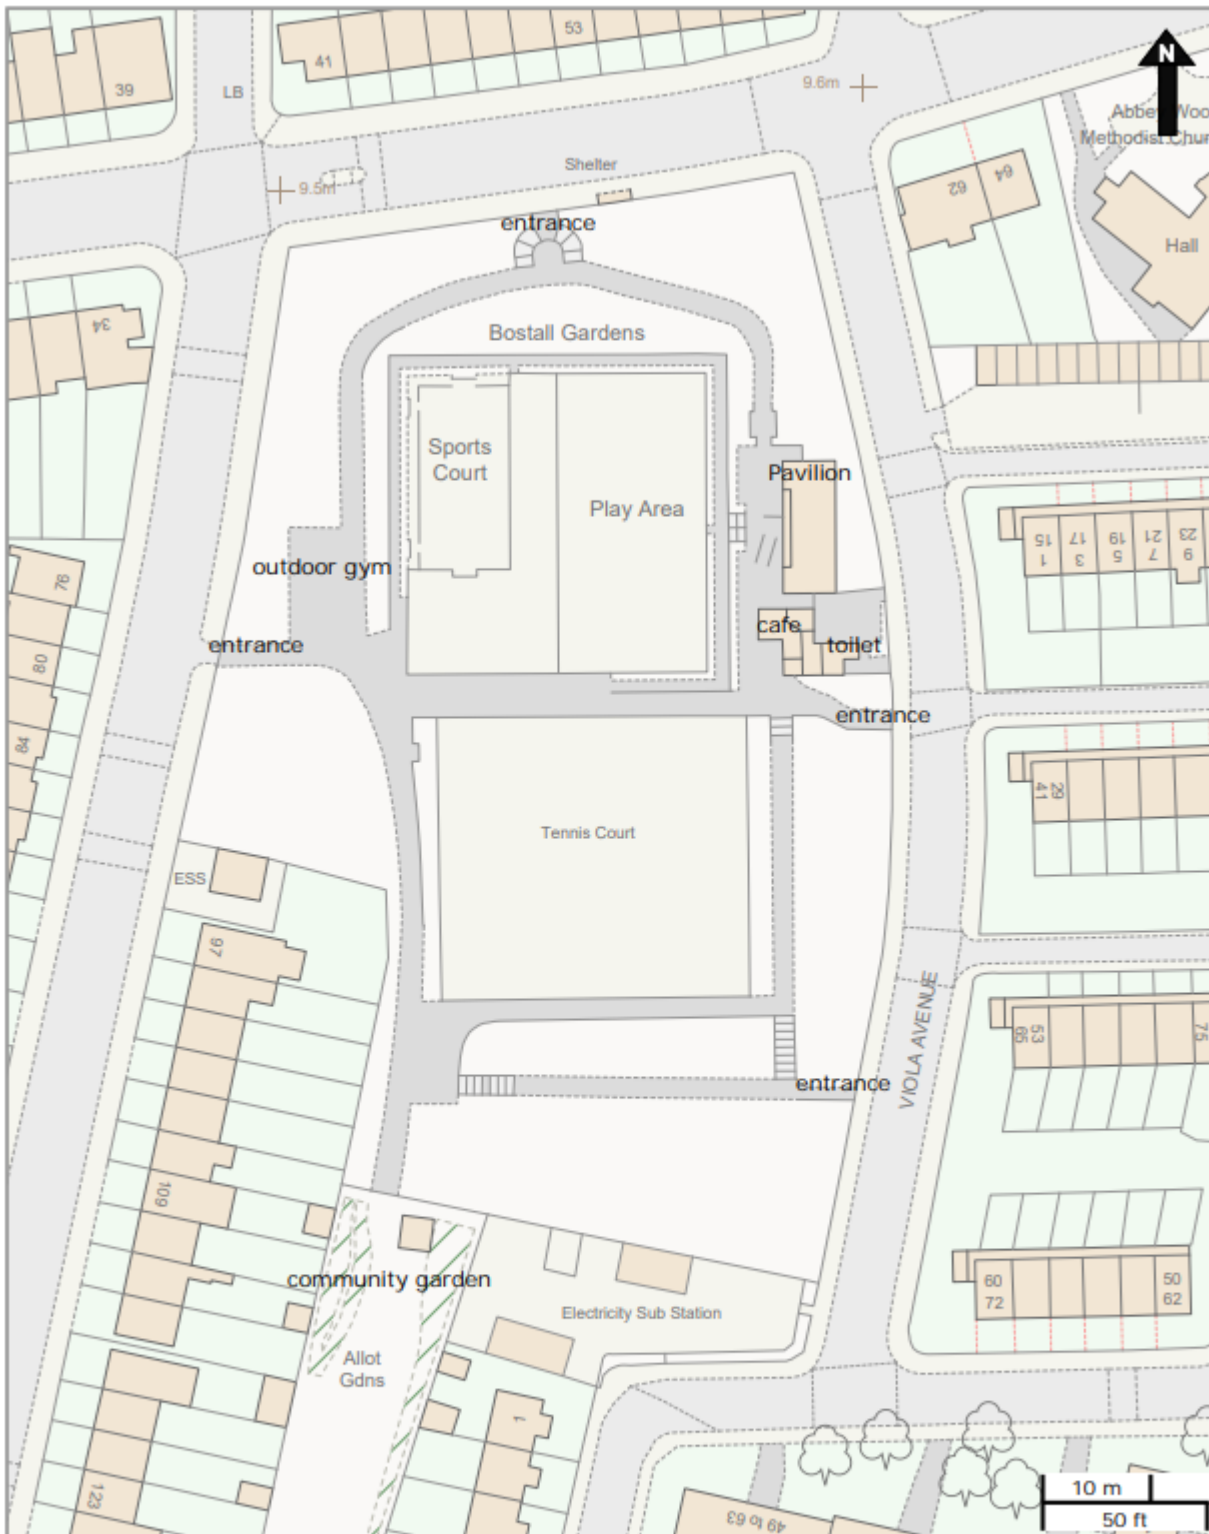 41
53
39
LB
9.6m
N
Abbey Woo
Methodist Chur
Shelter
9.5m
62
64
entrance
Hall
34
Bostall Gardens
Sports
Court
Pavilion
Play Area
15
17
19
21
23
1
3
5
7
9
outdoor gym
76
cafe
toilet
entrance
80
entrance
84
29
41
Tennis Court
ESS
97
VIOLA AVENUE
53
65
75
entrance
109
community garden
60
72
50
62
Electricity Sub Station
Allot
Gdns
1
123
49 to 63
10 m
50 ft